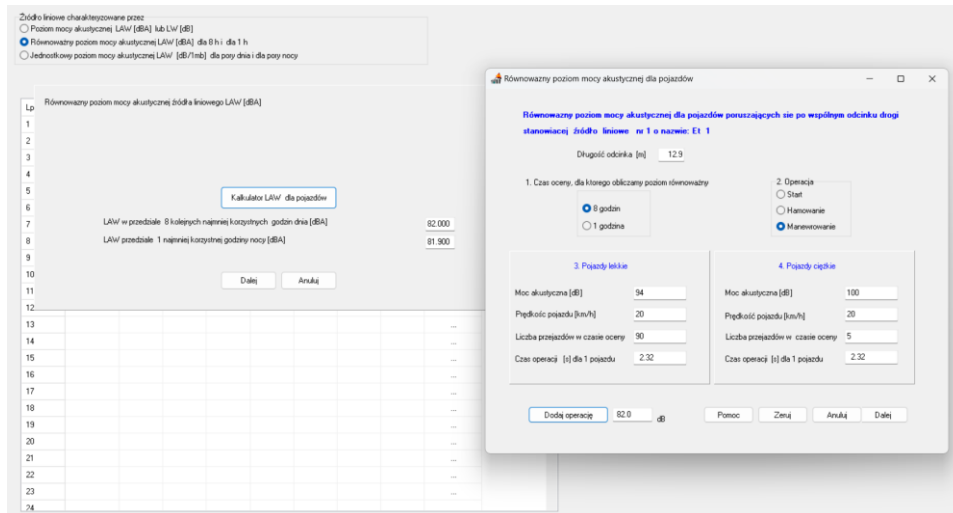 Źródło liniowe charakteryzowane przez
Poziom mocy akustycznej LAW [dBA] lub LW [dB]
Równoważny poziom mocy akustycznej LAW [dBA] dla 8 h i dla 1 h
Jednostkowy poziom mocy akustycznej LAW [dB/1mb] dla pory dnia i dla pory nocy
Lp
1
2
3
4
5
6
7
8
9
10
11
12
13 ...
14 ...
15 ...
16 ...
17 ...
18 ...
19 ...
20 ...
21 ...
22 ...
23 ...
24
Równoważny poziom mocy akustycznej źródła liniowego LAW [dBA]
Kalkulator LAW dla pojazdów
LAW w przedziale 8 kolejnych najmniej korzystnych godzin dnia [dBA] 82.000
LAW przedziale 1 najmniej korzystnej godziny nocy [dBA] 81.900
Dalej Anuluj
Równoważny poziom mocy akustycznej dla pojazdów
Równoważny poziom mocy akustycznej dla pojazdów poruszających sie po wspólnym odcinku drogi
stanowiacej źródło liniowe nr 1 o nazwie: Et 1
Długość odcinka [m] 12.9
1. Czas oceny, dla ktorego obliczamy poziom równoważny
8 godzin
1 godzina
2. Operacja
Start
Hamowanie
Manewrowanie
3. Pojazdy lekkie
Moc akustyczna [dB] 94
Prędkośc pojazdu [km/h] 20
Liczba przejazdów w czasie oceny 90
Czas operacji [s] dla 1 pojazdu 2.32
4. Pojazdy ciężkie
Moc akustyczna [dB] 100
Prędkośc pojazdu [km/h] 20
Liczba przejazdów w czasie oceny 5
Czas operacji [s] dla 1 pojazdu 2.32
Dodaj operację 82.0 dB Pomoc Zeruj Anuluj Dalej